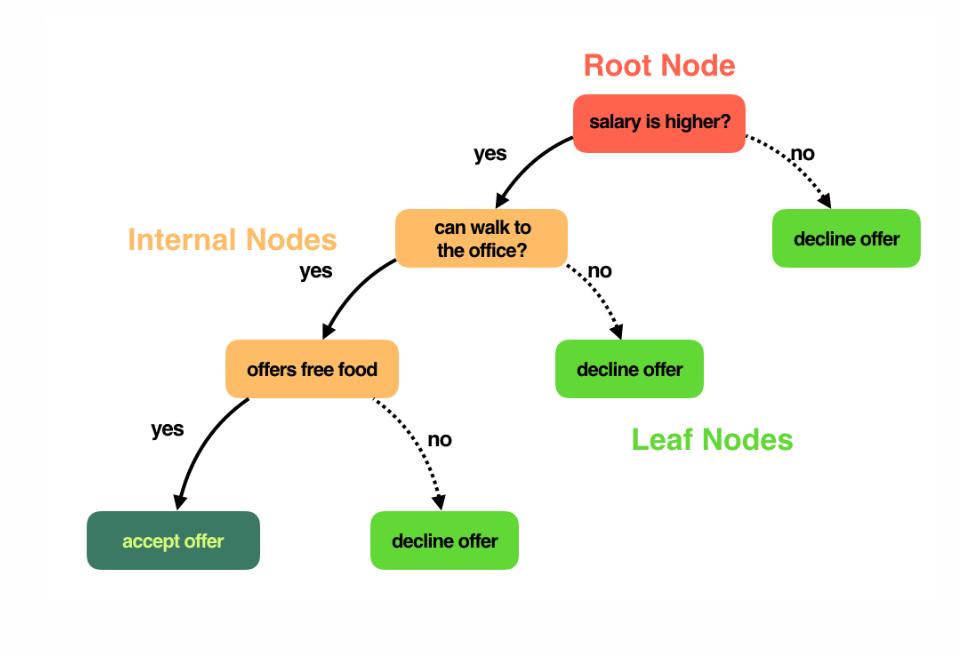 Root Node
salary is higher?
yes
no
Internal Nodes
can walk to
the office?
decline offer
yes
no
offers free food
decline offer
yes
no
Leaf Nodes
accept offer
decline offer